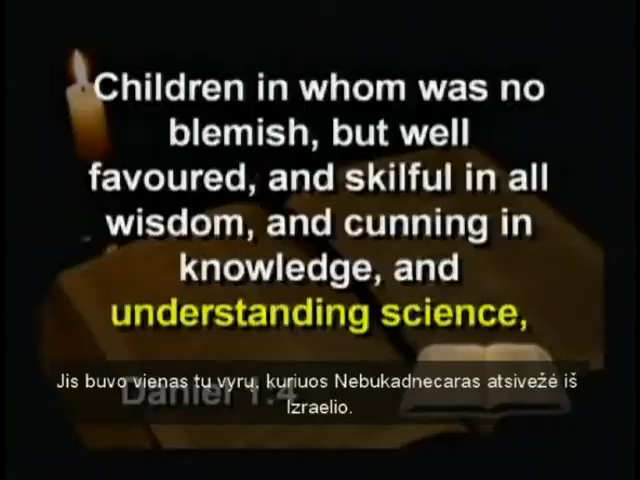 Children in whom was no
blemish, but well
favoured, and skilful in all
wisdom, and cunning in
knowledge, and
understanding science,
Jis buvo vienas tu vyrų, kuriuos Nebukadnecaras atsivežė iš
Izraelio.
Daniel 1:4